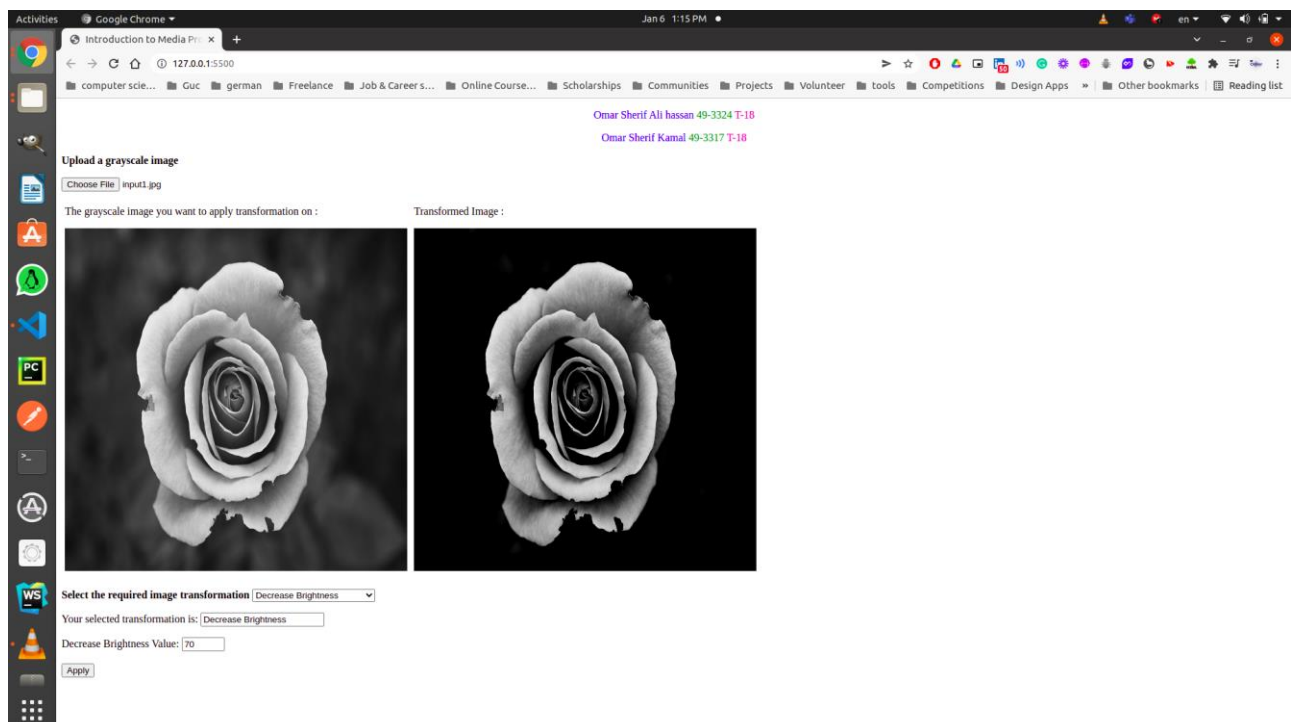 Activities Google Chrome Jan 6 1:15 PM en
Introduction to Media Pr
127.0.0.1:5500
computer scie... Guc german Freelance Job & Career s... Online Course... Scholarships Communities Projects Volunteer tools Competitions Design Apps » Other bookmarks Reading list
Omar Sherif Ali hassan 49-3324 T-18
Omar Sherif Kamal 49-3317 T-18
Upload a grayscale image
Choose File input1.jpg
The grayscale image you want to apply transformation on : Transformed Image :
Select the required image transformation Decrease Brightness
Your selected transformation is: Decrease Brightness
Decrease Brightness Value: 70
Apply
PC
WS
50